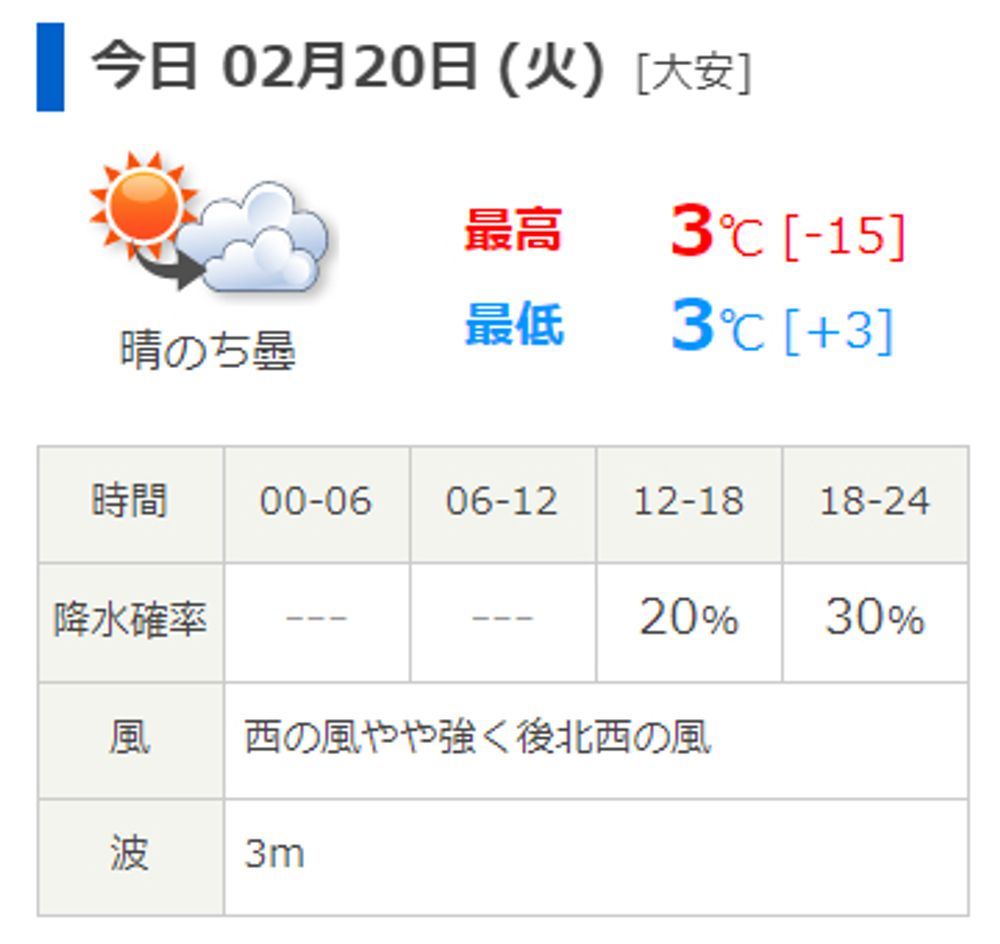 今日 02月20日 (火) [大安]
最高 3℃ [-15]
最低 3℃ [+3]
晴のち曇
時間 00-06 06-12 12-18 18-24
降水確率 --- --- 20% 30%
風 西の風やや強く後北西の風
波 3m